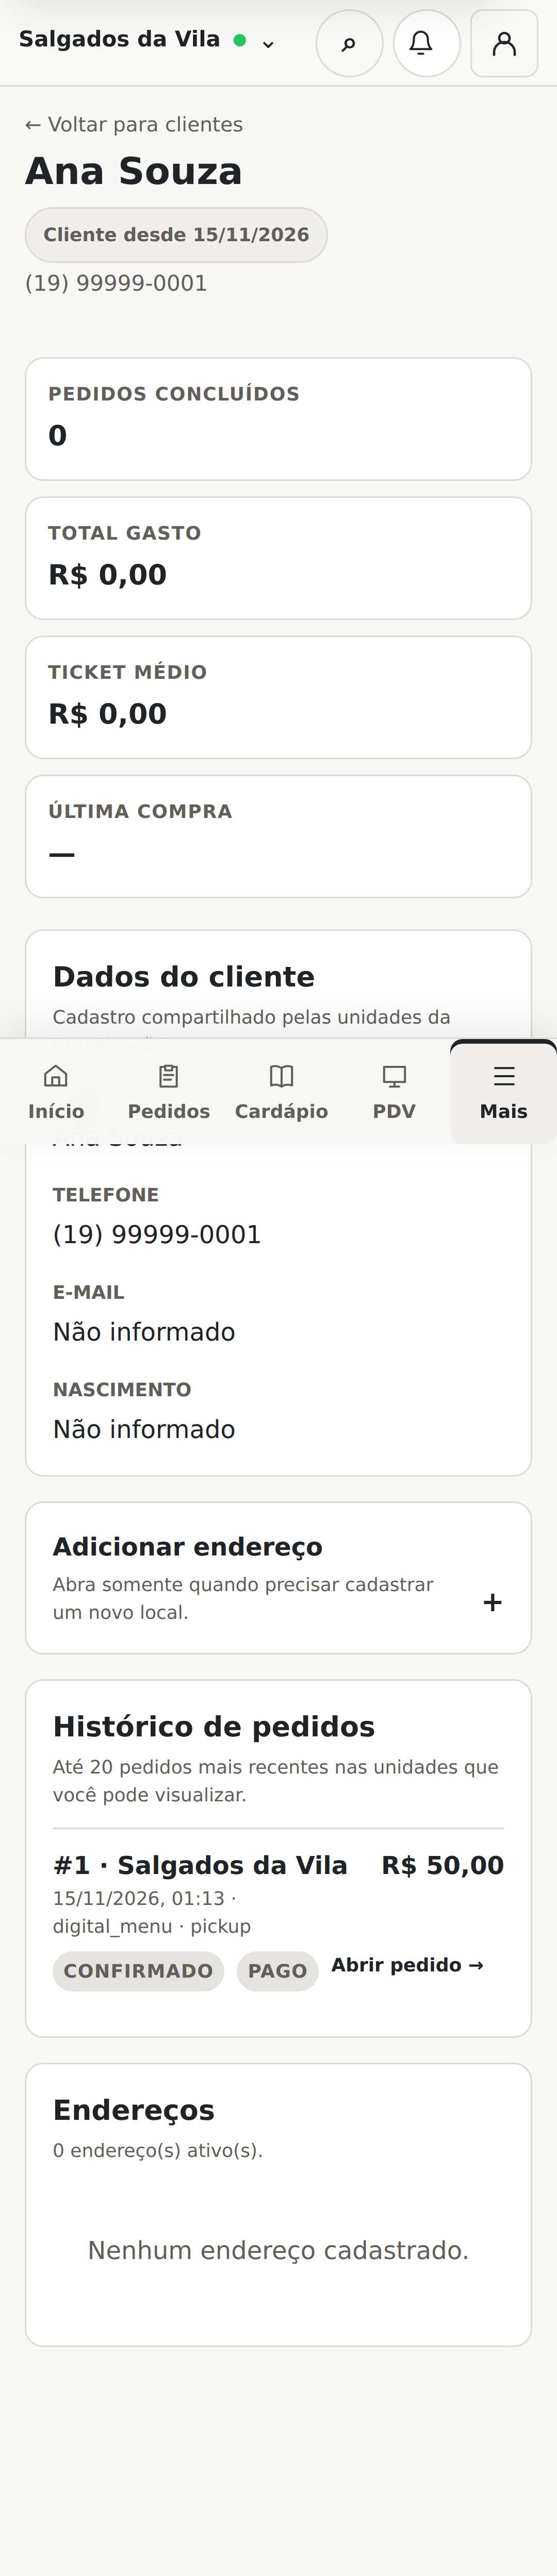 Salgados da Vila
← Voltar para clientes
Ana Souza
Cliente desde 15/11/2026
(19) 99999-0001
PEDIDOS CONCLUÍDOS
0
TOTAL GASTO
R$ 0,00
TICKET MÉDIO
R$ 0,00
ÚLTIMA COMPRA
—
Dados do cliente
Cadastro compartilhado pelas unidades da
Início Pedidos Cardápio PDV Mais
Ana Souza
TELEFONE
(19) 99999-0001
E-MAIL
Não informado
NASCIMENTO
Não informado
Adicionar endereço
Abra somente quando precisar cadastrar
um novo local.
+
Histórico de pedidos
Até 20 pedidos mais recentes nas unidades que
você pode visualizar.
#1 · Salgados da Vila R$ 50,00
15/11/2026, 01:13 ·
digital_menu · pickup
CONFIRMADO PAGO Abrir pedido →
Endereços
0 endereço(s) ativo(s).
Nenhum endereço cadastrado.